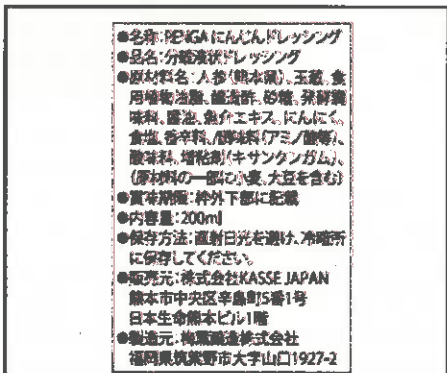 ●名称:RENGA にんじんドレッシング
●品名:分離液状ドレッシング
●原材料名:人参(熊本県)、玉葱、食
用植物油脂、醸造酢、砂糖、発酵調
味料、醤油、魚介エキス、にんにく、
食塩、香辛料/調味料(アミノ酸等)、
酸味料、増粘剤(キサンタンガム)、
(原材料の一部に小麦、大豆を含む)
●賞味期限:枠外下部に記載
●内容量:200ml
●保存方法:直射日光を避け、冷暗所
に保存してください。
●販売元:株式会社KASSE JAPAN
熊本市中央区辛島町5番1号
日本生命熊本ビル1階
●製造元:株式会社
福岡県筑紫野市大字山口1927-2